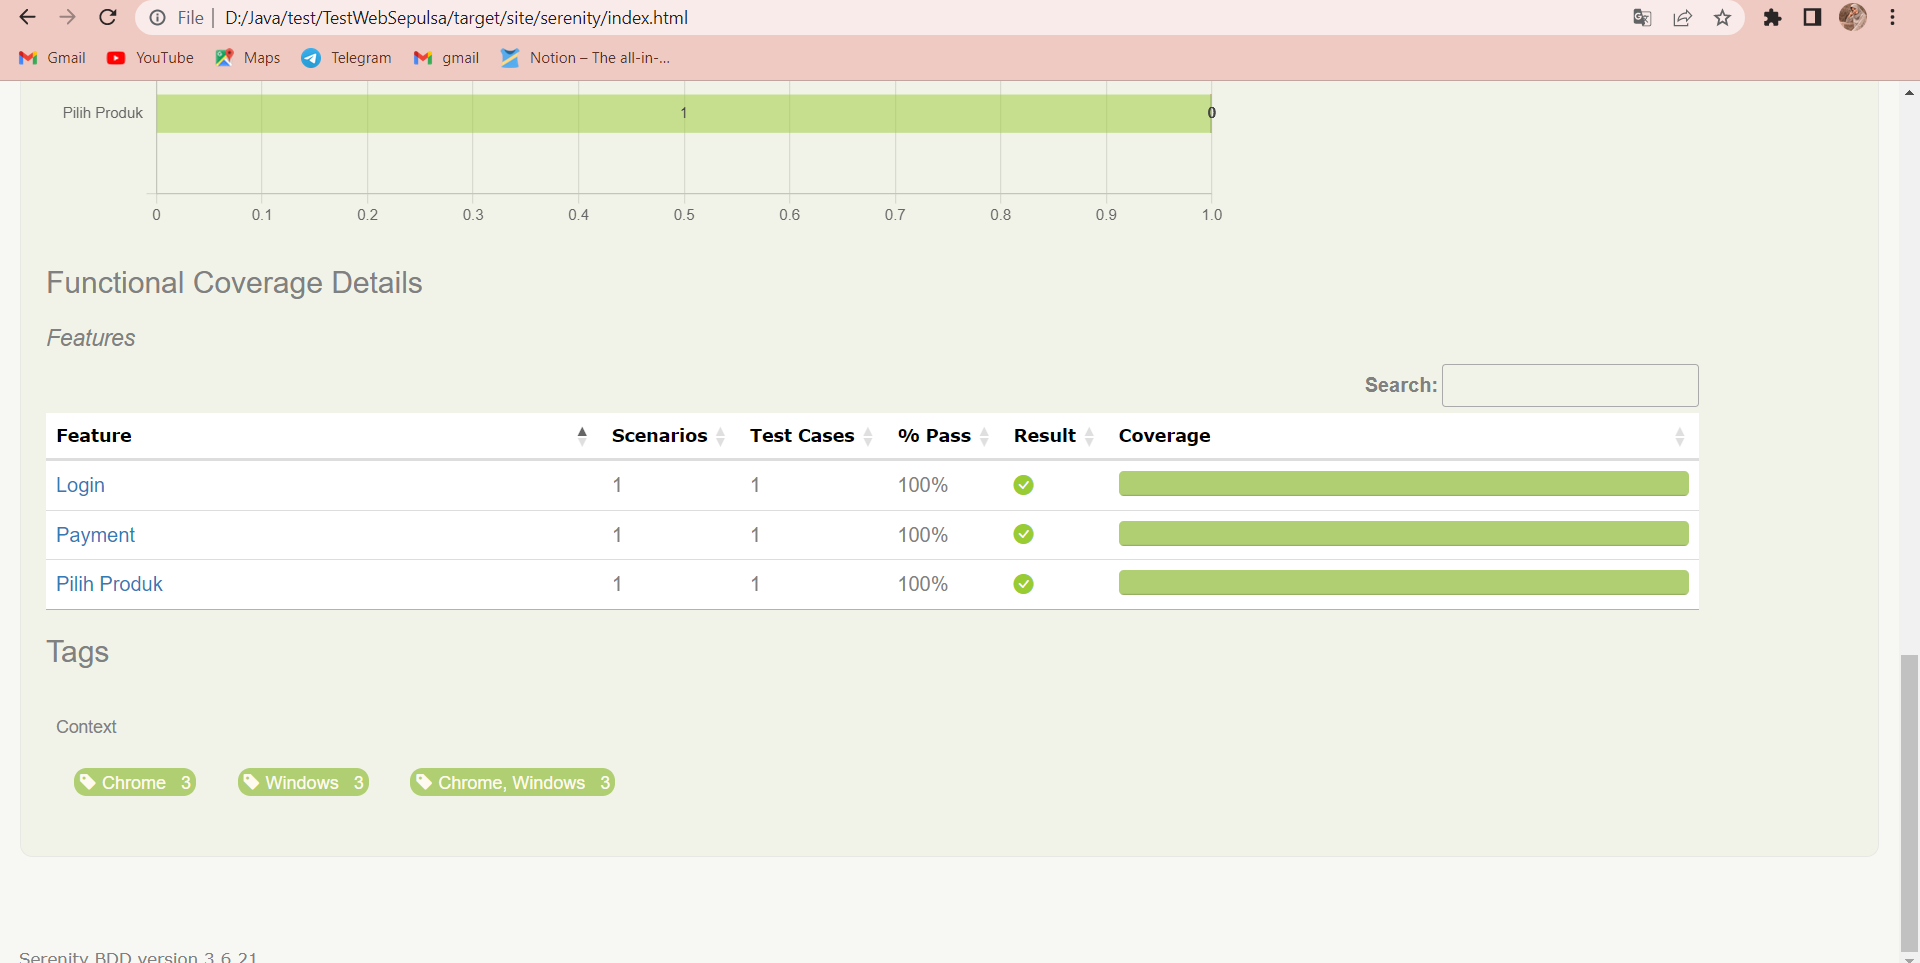 File D:/Java/test/TestWebSepulsa/target/site/serenity/index.html
Gmail YouTube Maps Telegram gmail Notion – The all-in-...
Pilih Produk 1 0
0 0.1 0.2 0.3 0.4 0.5 0.6 0.7 0.8 0.9 1.0
Functional Coverage Details
Features
Search:
Feature Scenarios Test Cases % Pass Result Coverage
Login 1 1 100%
Payment 1 1 100%
Pilih Produk 1 1 100%
Tags
Context
Chrome 3 Windows 3 Chrome, Windows 3
Serenity BDD version 3.6.21